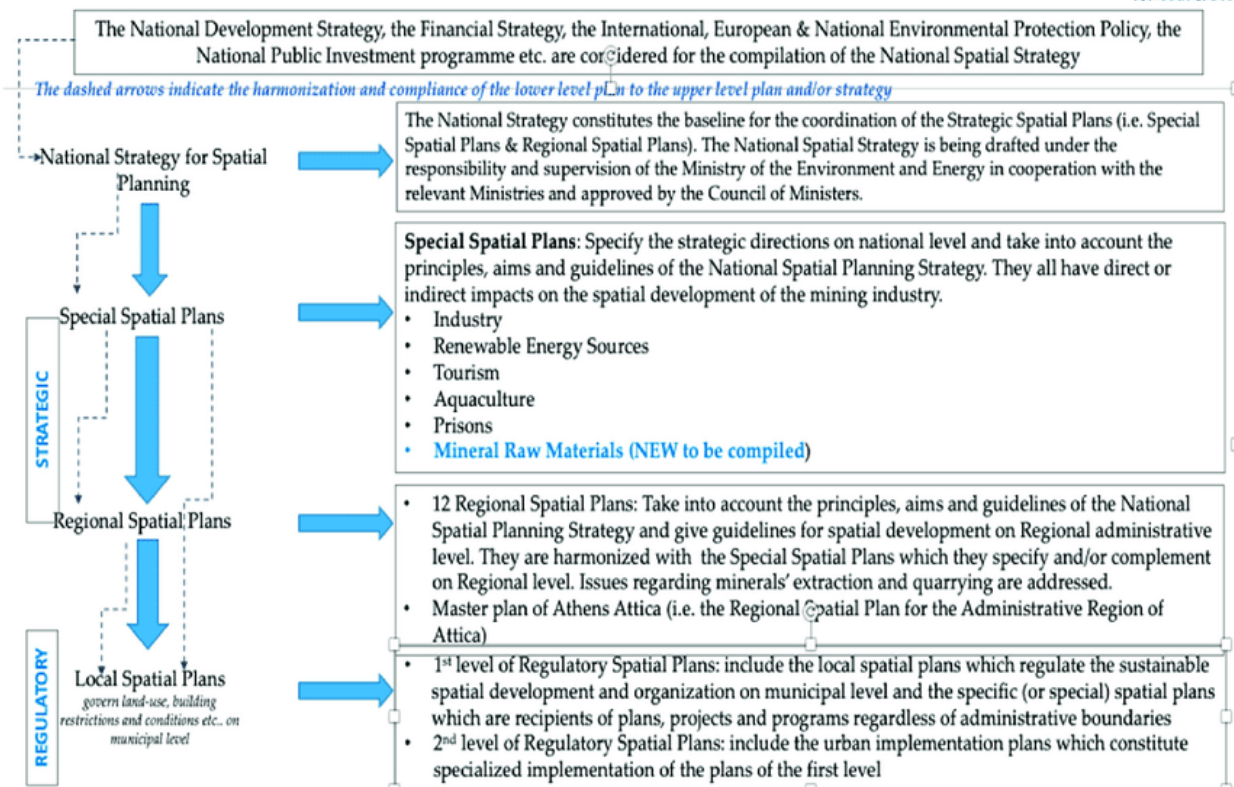 The National Development Strategy, the Financial Strategy, the International, European & National Environmental Protection Policy, the
National Public Investment programme etc. are considered for the compilation of the National Spatial Strategy
The dashed arrows indicate the harmonization and compliance of the lower level plan to the upper level plan and/or strategy
National Strategy for Spatial
Planning
The National Strategy constitutes the baseline for the coordination of the Strategic Spatial Plans (i.e. Special
Spatial Plans & Regional Spatial Plans). The National Spatial Strategy is being drafted under the
responsibility and supervision of the Ministry of the Environment and Energy in cooperation with the
relevant Ministries and approved by the Council of Ministers.
STRATEGIC
Special Spatial Plans
Special Spatial Plans: Specify the strategic directions on national level and take into account the
principles, aims and guidelines of the National Spatial Planning Strategy. They all have direct or
indirect impacts on the spatial development of the mining industry.
• Industry
• Renewable Energy Sources
• Tourism
• Aquaculture
• Prisons
• Mineral Raw Materials (NEW to be compiled)
Regional Spatial Plans
• 12 Regional Spatial Plans: Take into account the principles, aims and guidelines of the National
Spatial Planning Strategy and give guidelines for spatial development on Regional administrative
level. They are harmonized with the Special Spatial Plans which they specify and/or complement
on Regional level. Issues regarding minerals' extraction and quarrying are addressed.
• Master plan of Athens Attica (i.e. the Regional Spatial Plan for the Administrative Region of
Attica)
REGULATORY
Local Spatial Plans
govern land-use, building
restrictions and conditions etc.. on
municipal level
• 1st level of Regulatory Spatial Plans: include the local spatial plans which regulate the sustainable
spatial development and organization on municipal level and the specific (or special) spatial plans
which are recipients of plans, projects and programs regardless of administrative boundaries
• 2nd level of Regulatory Spatial Plans: include the urban implementation plans which constitute
specialized implementation of the plans of the first level